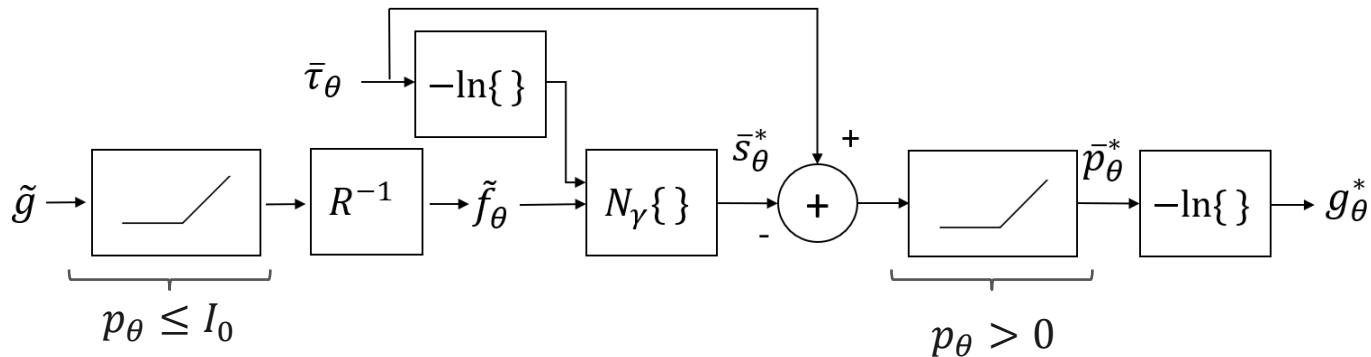 τ̄_θ
−ln{ }
g̃
R⁻¹
f̃_θ
N_γ{ }
s̄*_θ
+
+
-
p̄*_θ
−ln{ }
g*_θ
p_θ ≤ I_0
p_θ > 0